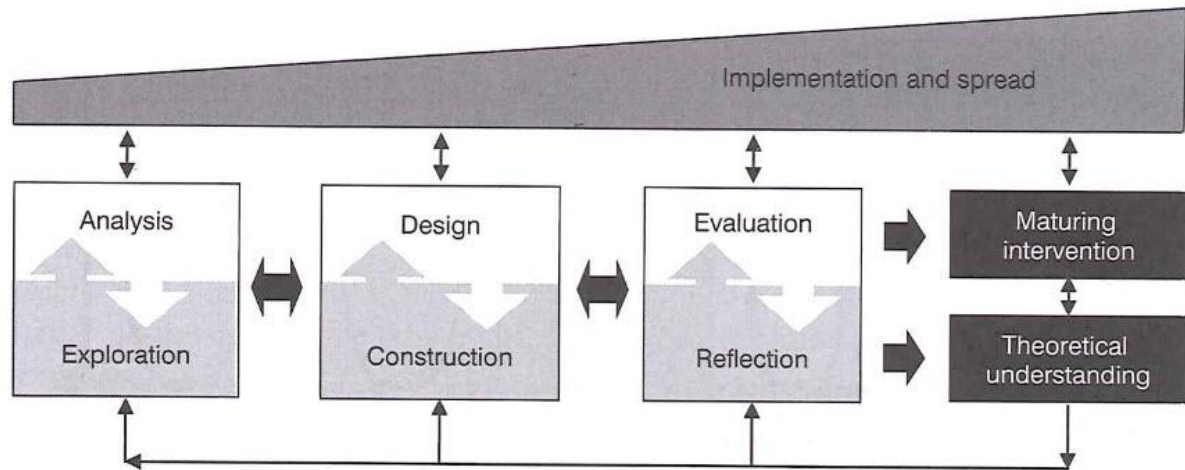 Implementation and spread
Analysis
Exploration
Design
Construction
Evaluation
Reflection
Maturing
intervention
Theoretical
understanding